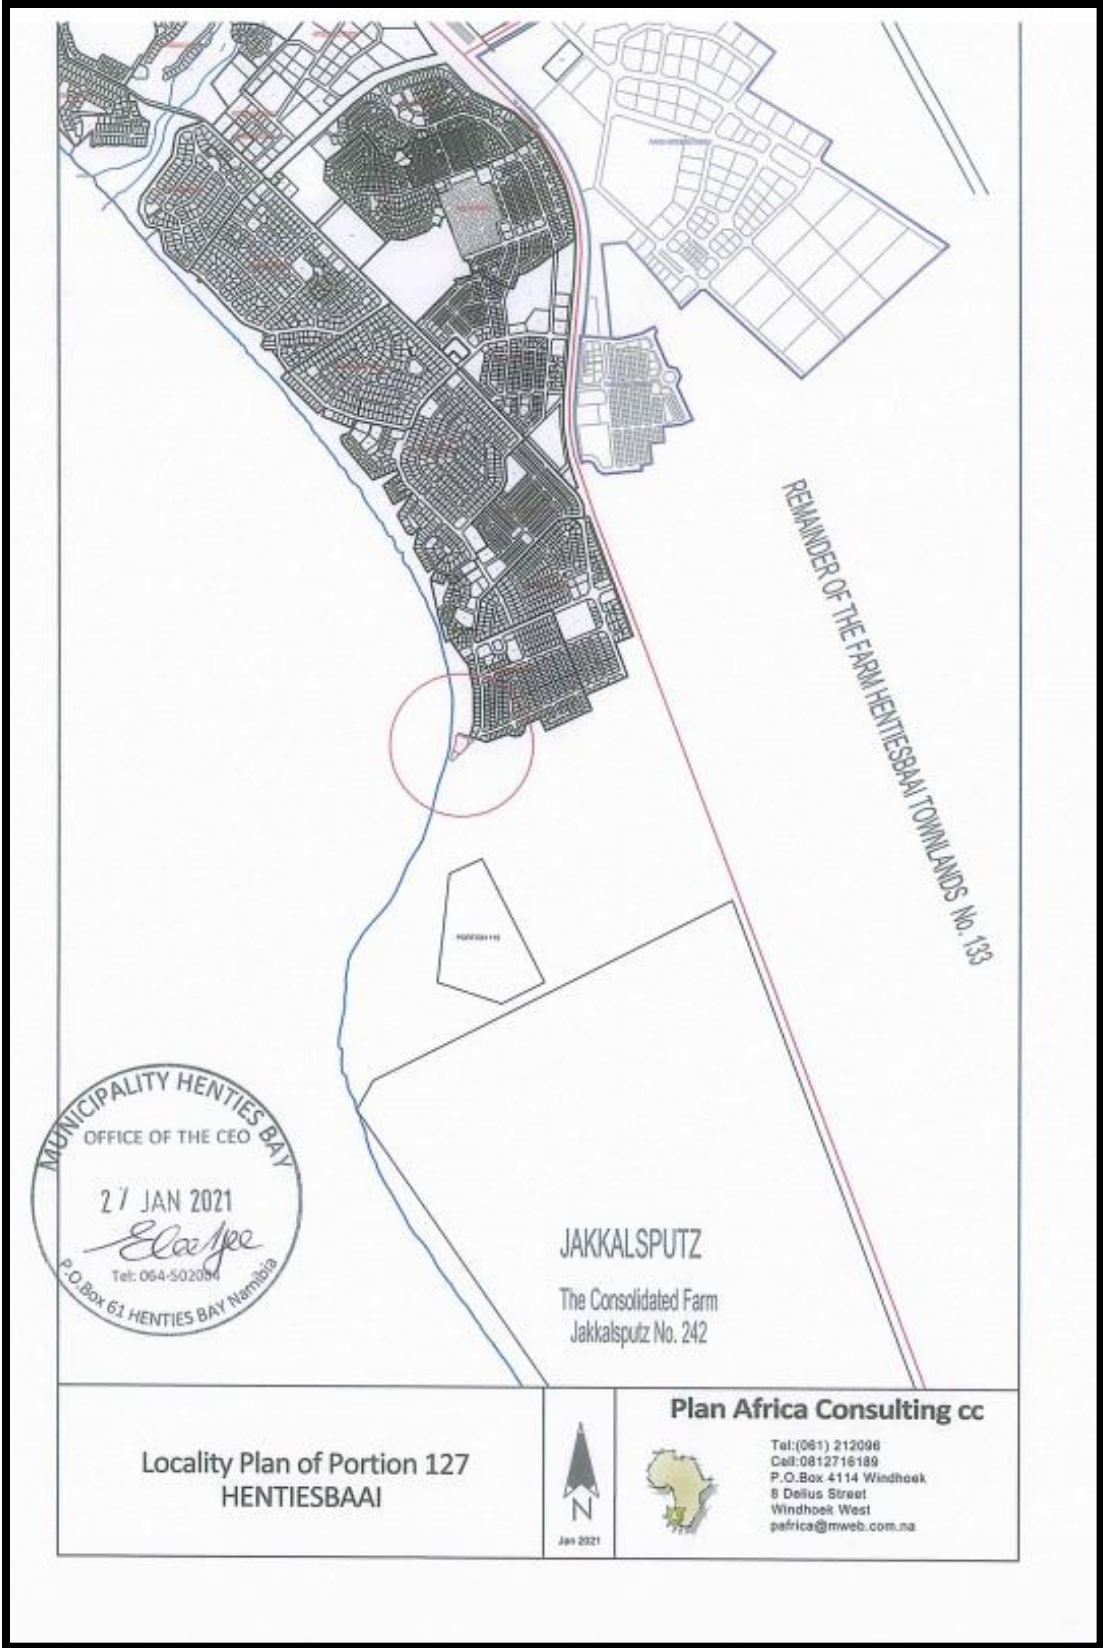 REMAINDER OF THE FARM HENTIESBAAI TOWNLANDS No. 133
MUNICIPALITY HENTIES BAY
OFFICE OF THE CEO
27 JAN 2021
P.O.Box 61 HENTIES BAY Namibia
JAKKALSPUTZ
The Consolidated Farm
Jakkalsputz No. 242
Locality Plan of Portion 127
HENTIESBAAI
N
Jan 2021
Plan Africa Consulting cc
Tel:(061) 212096
Cell:0812716189
P.O.Box 4114 Windhoek
8 Delius Street
Windhoek West
pafrica@mweb.com.na